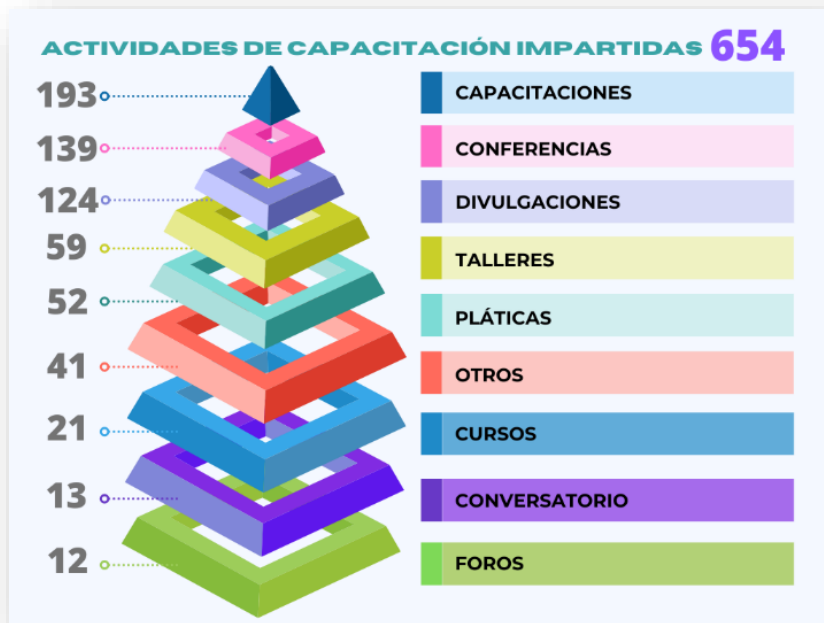 ACTIVIDADES DE CAPACITACIÓN IMPARTIDAS 654
193 CAPACITACIONES
139 CONFERENCIAS
124 DIVULGACIONES
59 TALLERES
52 PLÁTICAS
41 OTROS
21 CURSOS
13 CONVERSATORIO
12 FOROS